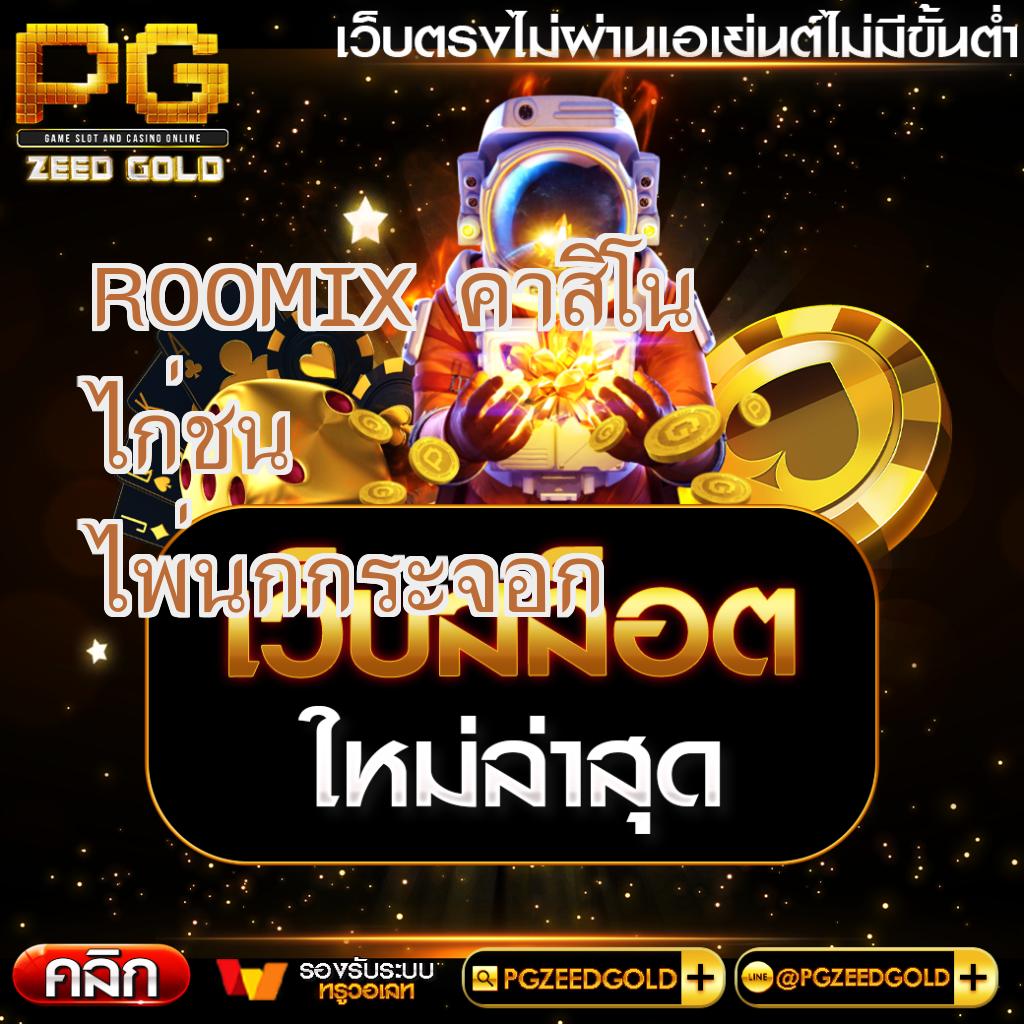 เว็บตรงไม่ผ่านเอเย่นต์ไม่มีขั้นต่ำ
PG
GAME SLOT AND CASINO ONLINE
ZEED GOLD
ROOMIX คาสิโน
ไก่ชน
ไพ่นกกระจอก
เว็บสล็อต
ใหม่ล่าสุด
คลิก
รองรับระบบ
ทรูวอเลท
PGZEEDGOLD
LINE @PGZEEDGOLD